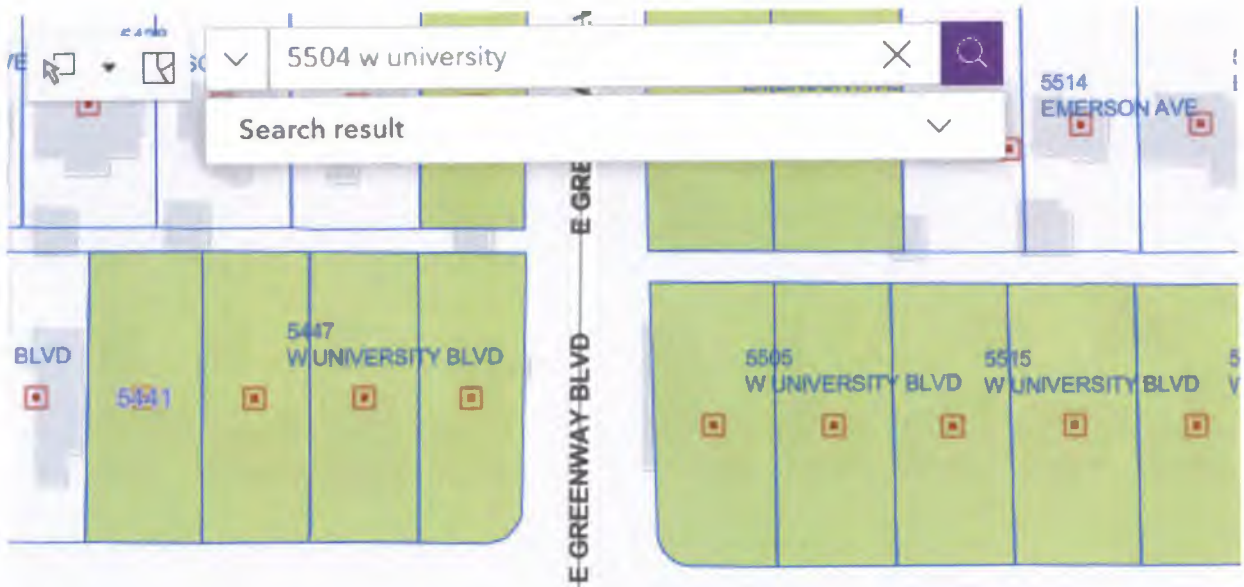 5504 w university
Search result
5514
EMERSON AVE
E GRE
BLVD
5441
5447
W UNIVERSITY BLVD
E GREENWAY BLVD
5505
W UNIVERSITY BLVD
5515
W UNIVERSITY BLVD